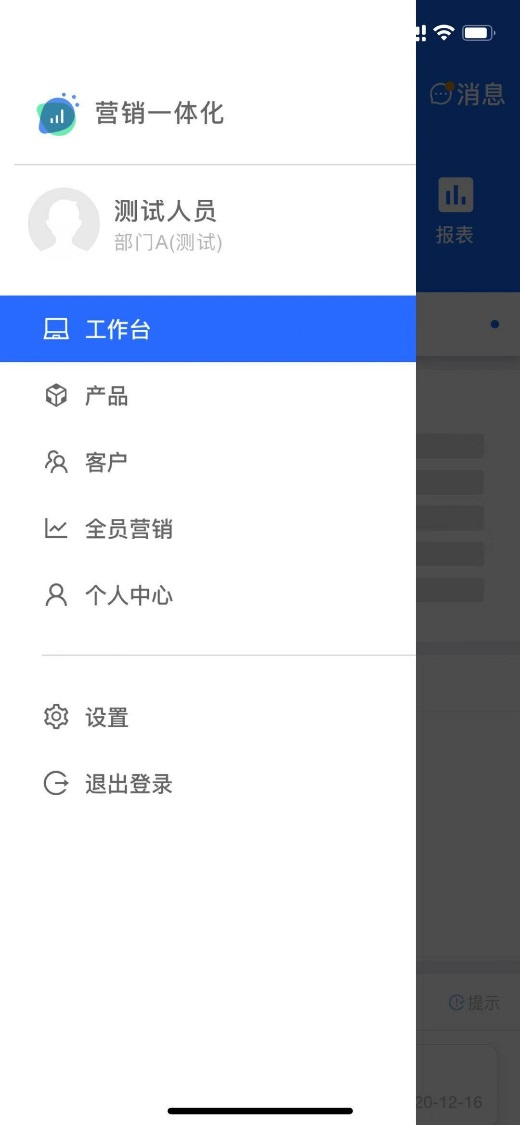 消息
营销一体化
报表
测试人员
部门A(测试)
工作台
产品
客户
全员营销
个人中心
设置
退出登录
提示
20-12-16